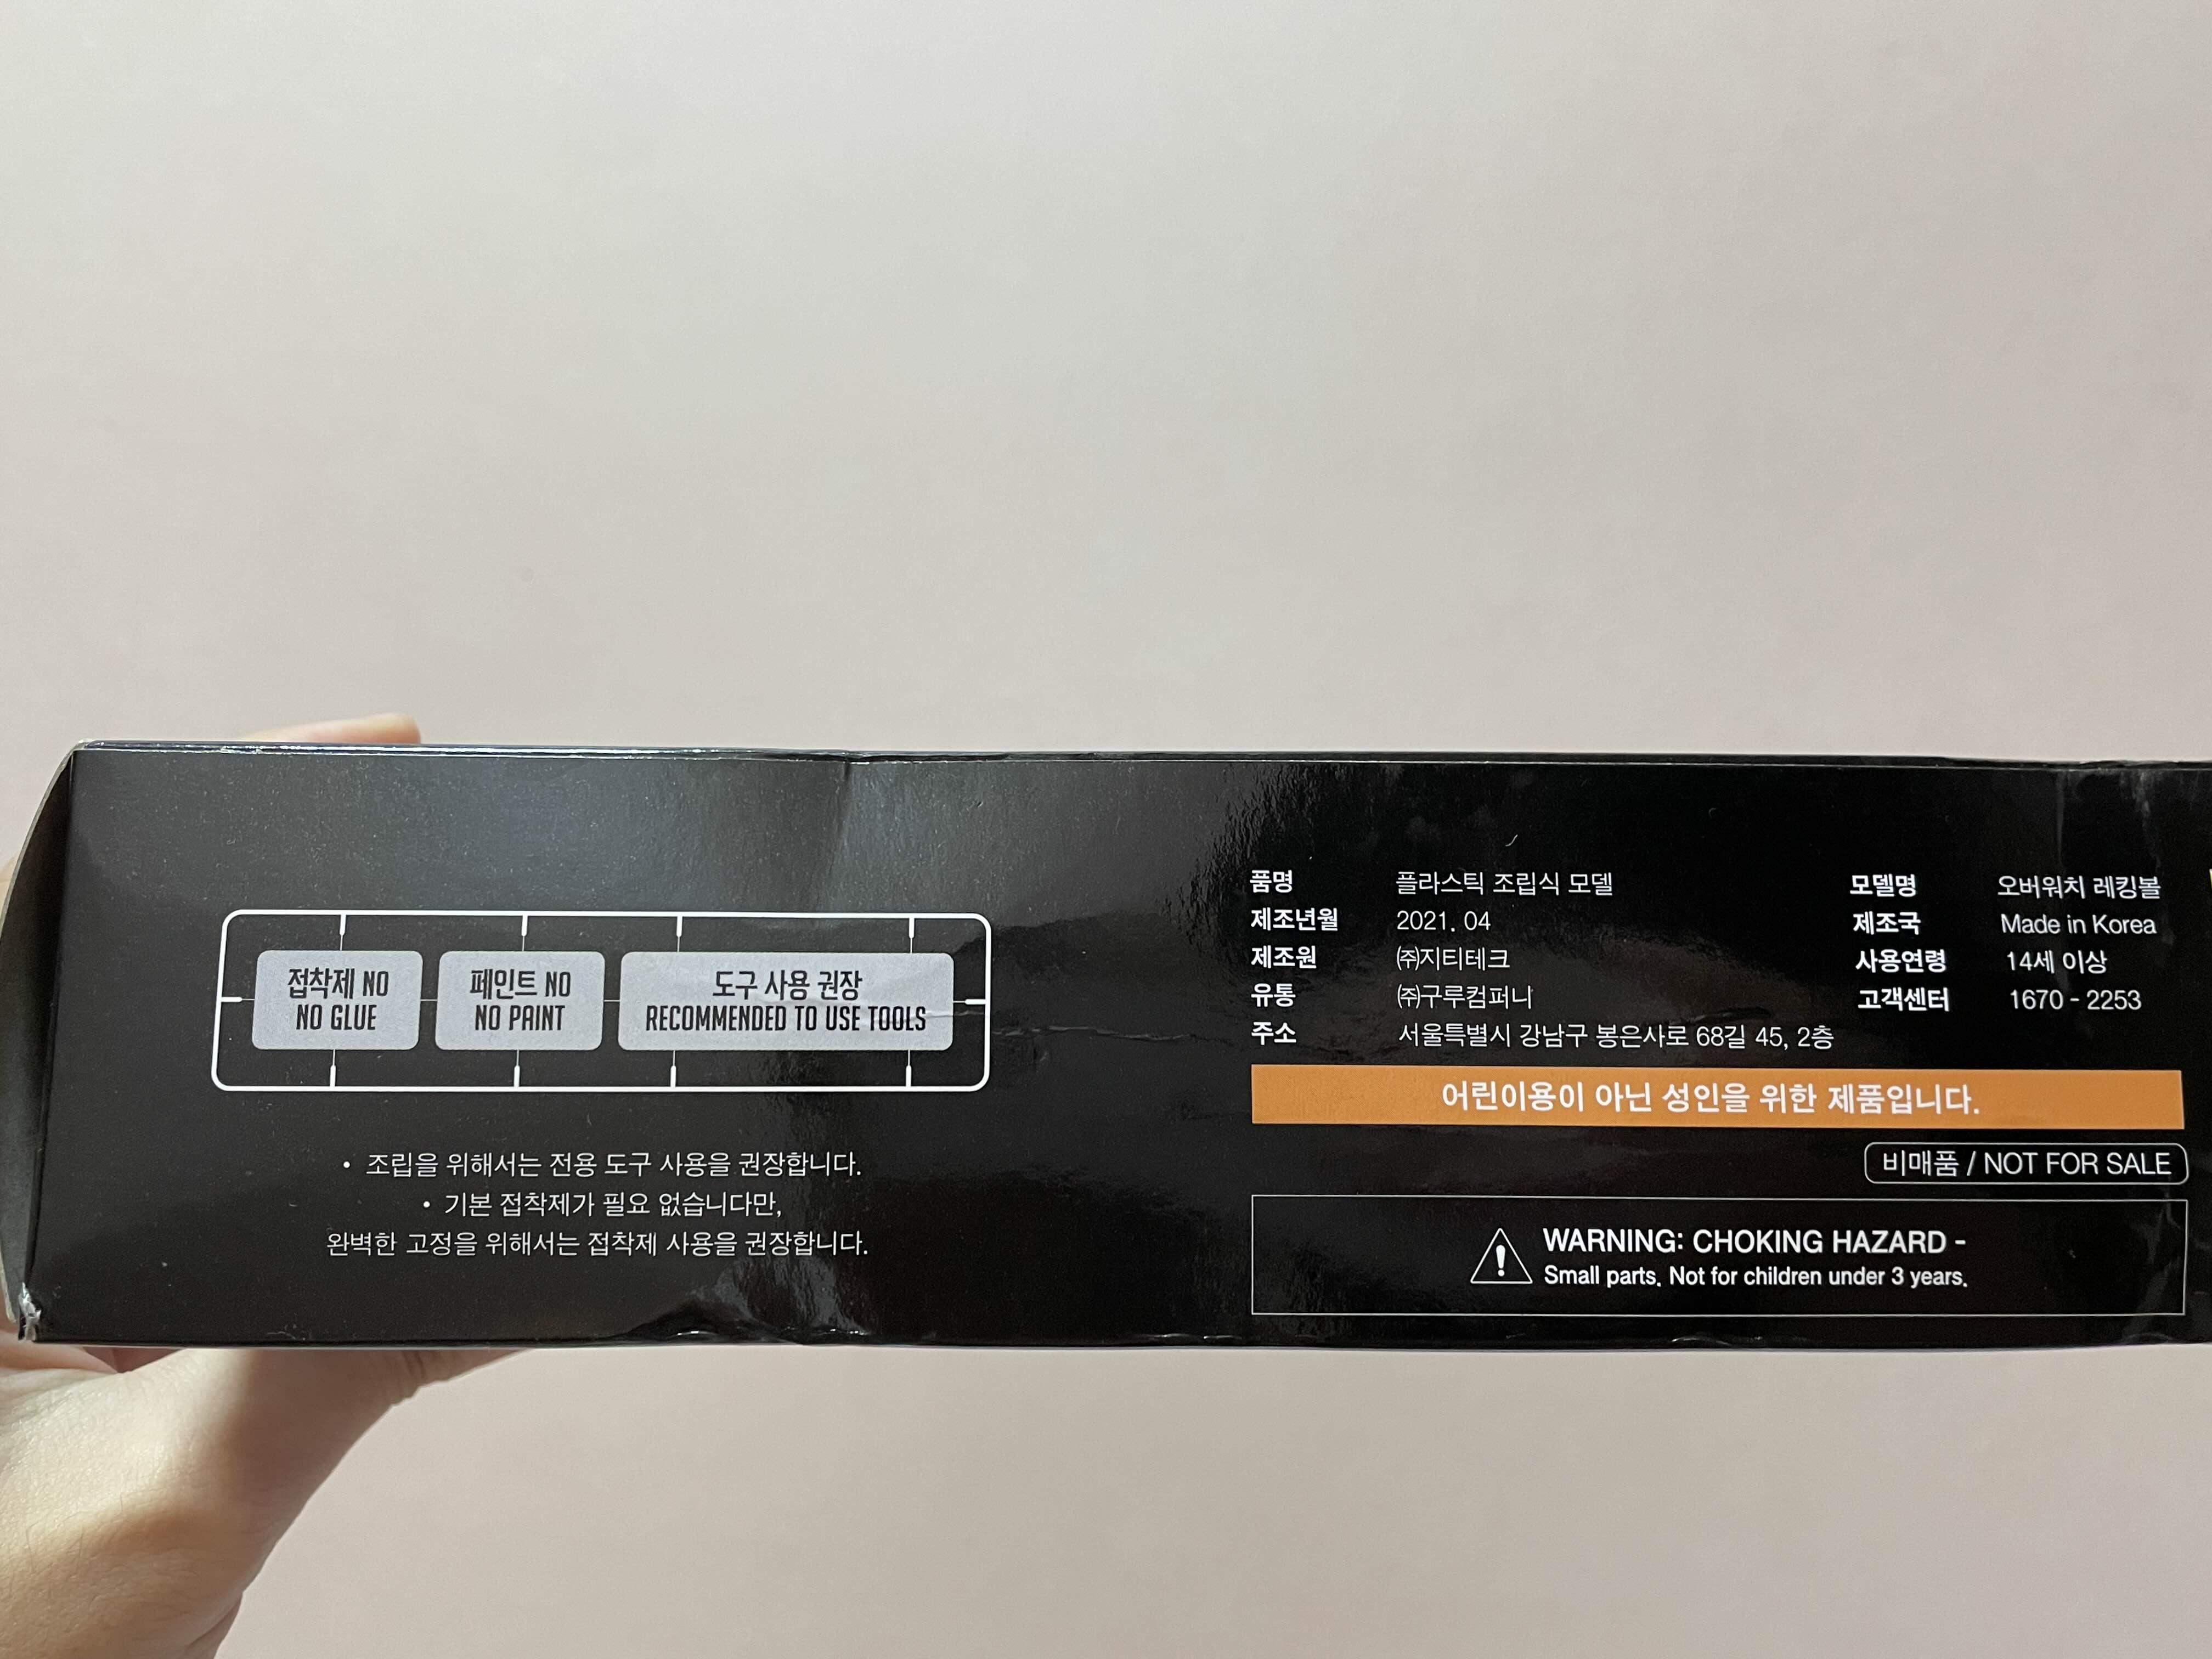 접착제 NO
NO GLUE
페인트 NO
NO PAINT
도구 사용 권장
RECOMMENDED TO USE TOOLS
• 조립을 위해서는 전용 도구 사용을 권장합니다.
• 기본 접착제가 필요 없습니다만,
완벽한 고정을 위해서는 접착제 사용을 권장합니다.
품명 플라스틱 조립식 모델 모델명 오버워치 레킹볼
제조년월 2021. 04 제조국 Made in Korea
제조원 ㈜지티테크 사용연령 14세 이상
유통 ㈜구루컴퍼니 고객센터 1670 - 2253
주소 서울특별시 강남구 봉은사로 68길 45, 2층
어린이용이 아닌 성인을 위한 제품입니다.
비매품 / NOT FOR SALE
WARNING: CHOKING HAZARD -
Small parts. Not for children under 3 years.